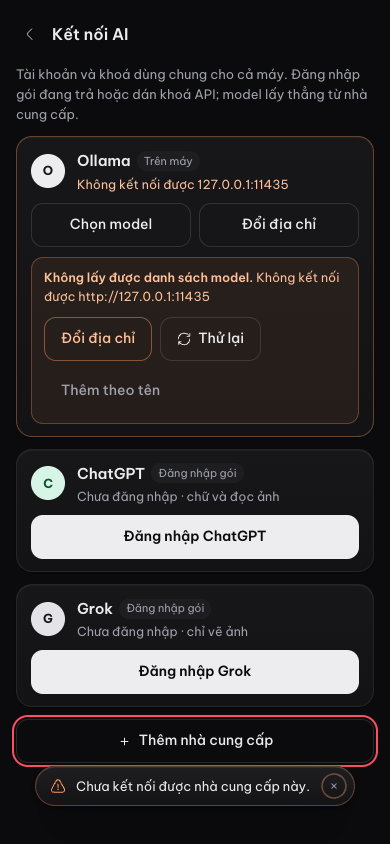 Kết nối AI
Tài khoản và khoá dùng chung cho cả máy. Đăng nhập
gói đang trả hoặc dán khoá API; model lấy thẳng từ nhà
cung cấp.
O
Ollama
Trên máy
Không kết nối được 127.0.0.1:11435
Chọn model
Đổi địa chỉ
Không lấy được danh sách model. Không kết nối
được http://127.0.0.1:11435
Đổi địa chỉ
Thử lại
Thêm theo tên
C
ChatGPT
Đăng nhập gói
Chưa đăng nhập · chữ và đọc ảnh
Đăng nhập ChatGPT
G
Grok
Đăng nhập gói
Chưa đăng nhập · chỉ vẽ ảnh
Đăng nhập Grok
+ Thêm nhà cung cấp
Chưa kết nối được nhà cung cấp này.